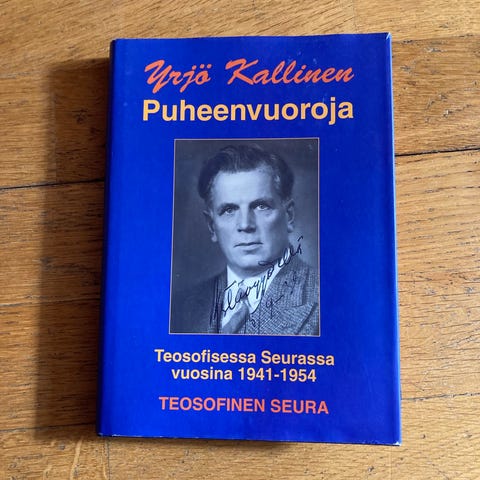 Yrjö Kallinen
Puheenvuoroja
Teosofisessa Seurassa
vuosina 1941-1954
TEOSOFINEN SEURA